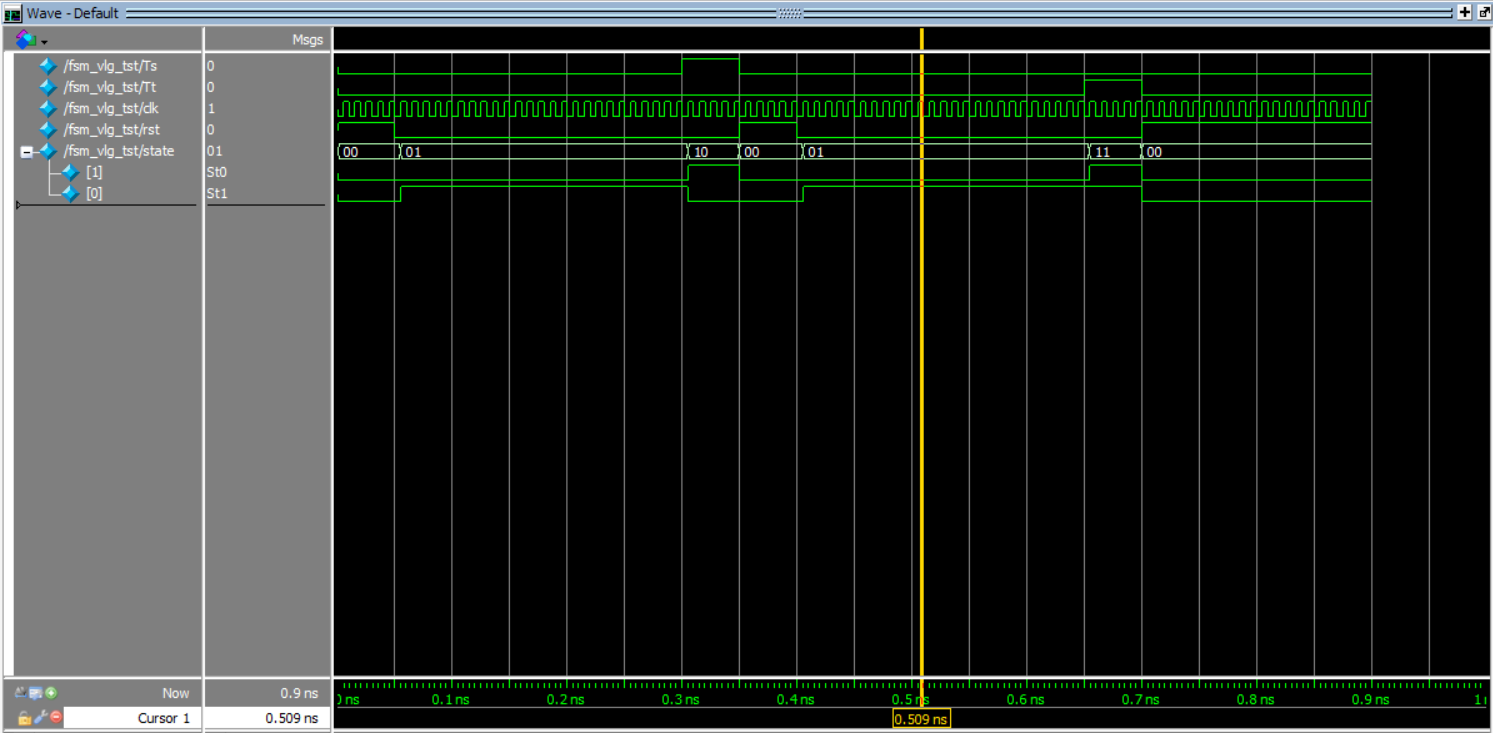 Wave - Default
Msgs
/fsm_vlg_tst/Ts 0
/fsm_vlg_tst/Tt 0
/fsm_vlg_tst/clk 1
/fsm_vlg_tst/rst 0
/fsm_vlg_tst/state 01 00 01 10 00 01 11 00
[1] St0
[0] St1
Now 0.9 ns ns 0.1 ns 0.2 ns 0.3 ns 0.4 ns 0.5 ns 0.6 ns 0.7 ns 0.8 ns 0.9 ns 1
Cursor 1 0.509 ns 0.509 ns